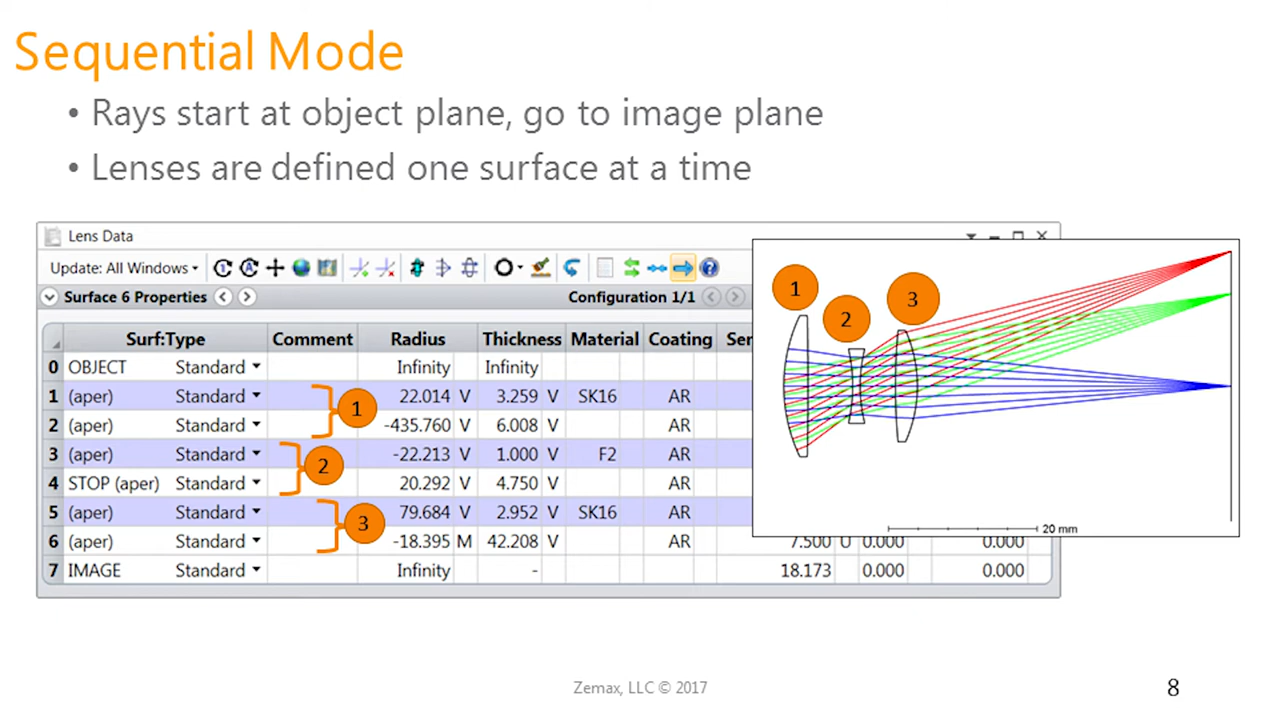 Sequential Mode
• Rays start at object plane, go to image plane
• Lenses are defined one surface at a time
Lens Data
Update: All Windows
Surface 6 Properties
Configuration 1/1
Surf:Type Comment Radius Thickness Material Coating
0 OBJECT Standard Infinity Infinity
1 (aper) Standard 22.014 V 3.259 V SK16 AR
2 (aper) Standard -435.760 V 6.008 V AR
3 (aper) Standard -22.213 V 1.000 V F2 AR
4 STOP (aper) Standard 20.292 V 4.750 V AR
5 (aper) Standard 79.684 V 2.952 V SK16 AR
6 (aper) Standard -18.395 M 42.208 V AR 7.500 U 0.000 0.000
7 IMAGE Standard Infinity - 18.173 0.000 0.000
1
2
3
1
2
3
20 mm
Zemax, LLC © 2017
8